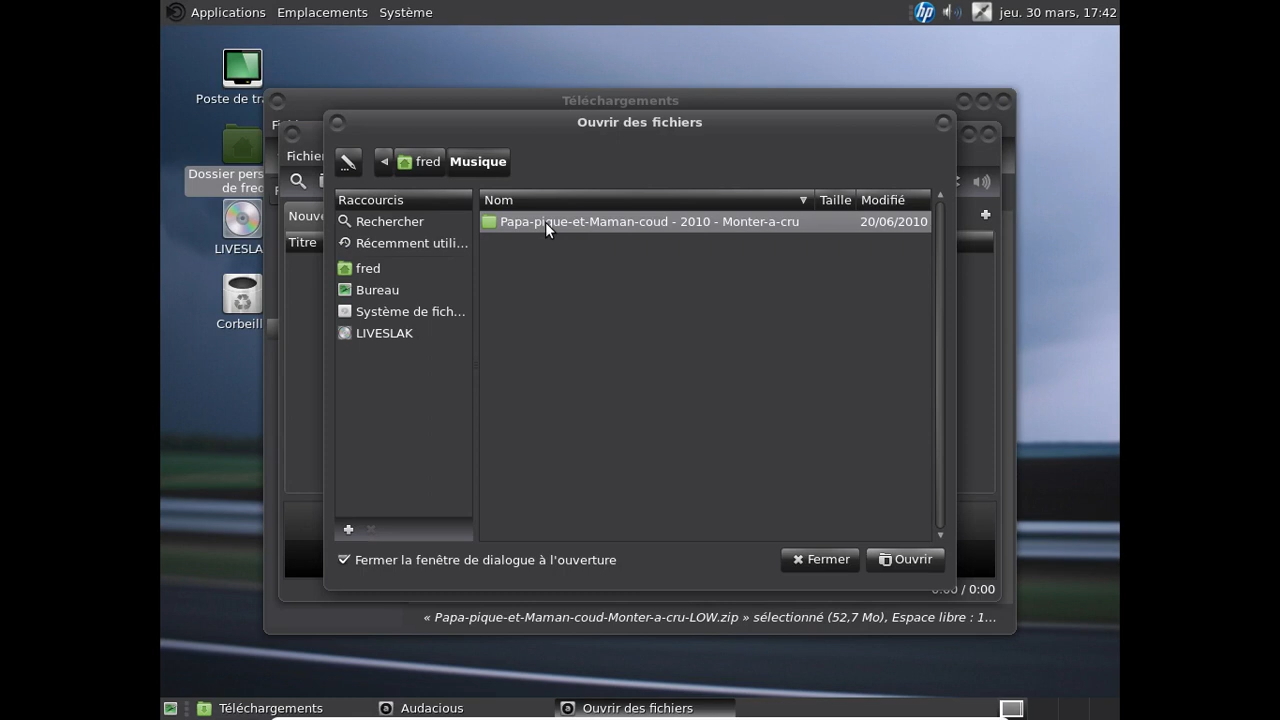 Applications Emplacements Système
jeu. 30 mars, 17:42
Poste de tra
Téléchargements
Ouvrir des fichiers
Fichier
fred Musique
Dossier pers
de fred
Raccourcis
Nom Taille Modifié
Rechercher
Papa-pique-et-Maman-coud - 2010 - Monter-a-cru 20/06/2010
Nouve
Titre
Récemment utili...
LIVESLA
fred
Bureau
Système de fich...
Corbeill
LIVESLAK
Fermer la fenêtre de dialogue à l'ouverture
Fermer
Ouvrir
0:00 / 0:00
« Papa-pique-et-Maman-coud-Monter-a-cru-LOW.zip » sélectionné (52,7 Mo), Espace libre : 1...
Téléchargements
Audacious
Ouvrir des fichiers